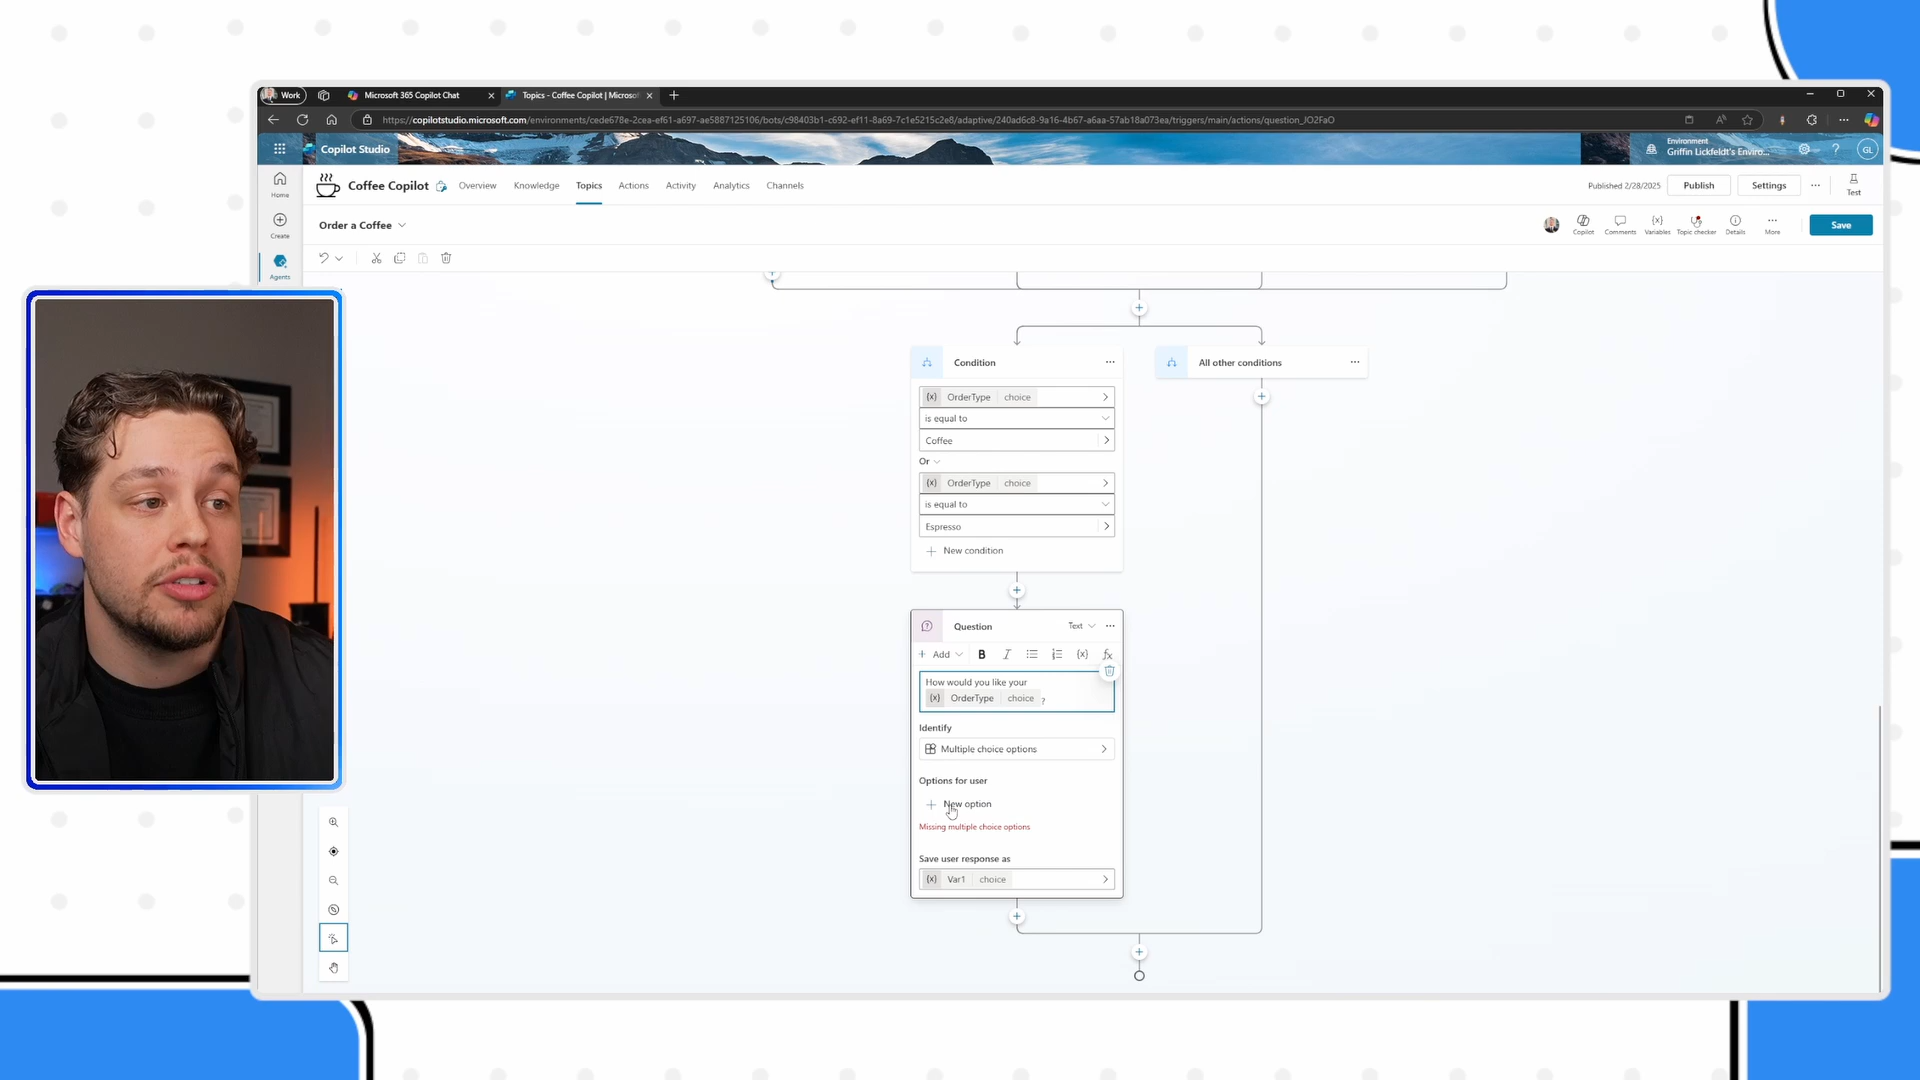 Work
Microsoft 365 Copilot Chat
Topics - Coffee Copilot | Microso
https://copilotstudio.microsoft.com/environments/cede678e-2cea-ef61-a697-ae5887125106/bots/c98403b1-c692-ef11-8a69-7c1e5215c2e8/adaptive/240ad6c8-9a16-4b67-a6aa-57ab18a073ea/triggers/main/actions/question_JO2FaO
Copilot Studio
Environment
Griffin Lickfeldt's Enviro...
GL
Home
Coffee Copilot
Overview
Knowledge
Topics
Actions
Activity
Analytics
Channels
Published 2/28/2025
Publish
Settings
Test
Create
Order a Coffee
Copilot
Comments
Variables
Topic checker
Details
More
Save
Agents
Condition
All other conditions
{x} OrderType choice
is equal to
Coffee
Or
{x} OrderType choice
is equal to
Espresso
New condition
Question
Text
+ Add B I {x} fx
How would you like your
{x} OrderType choice ?
Identify
Multiple choice options
Options for user
New option
Missing multiple choice options
Save user response as
{x} Var1 choice